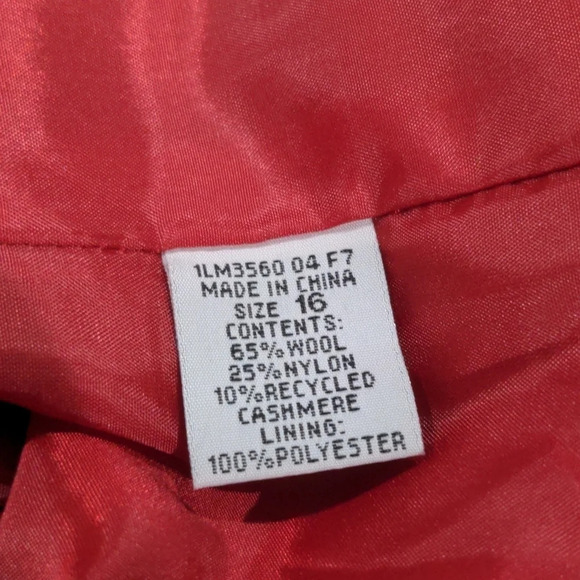 1LM3560 04 F7
MADE IN CHINA
SIZE 16
CONTENTS:
65%WOOL
25%NYLON
10%RECYCLED
CASHMERE
LINING:
100%POLYESTER